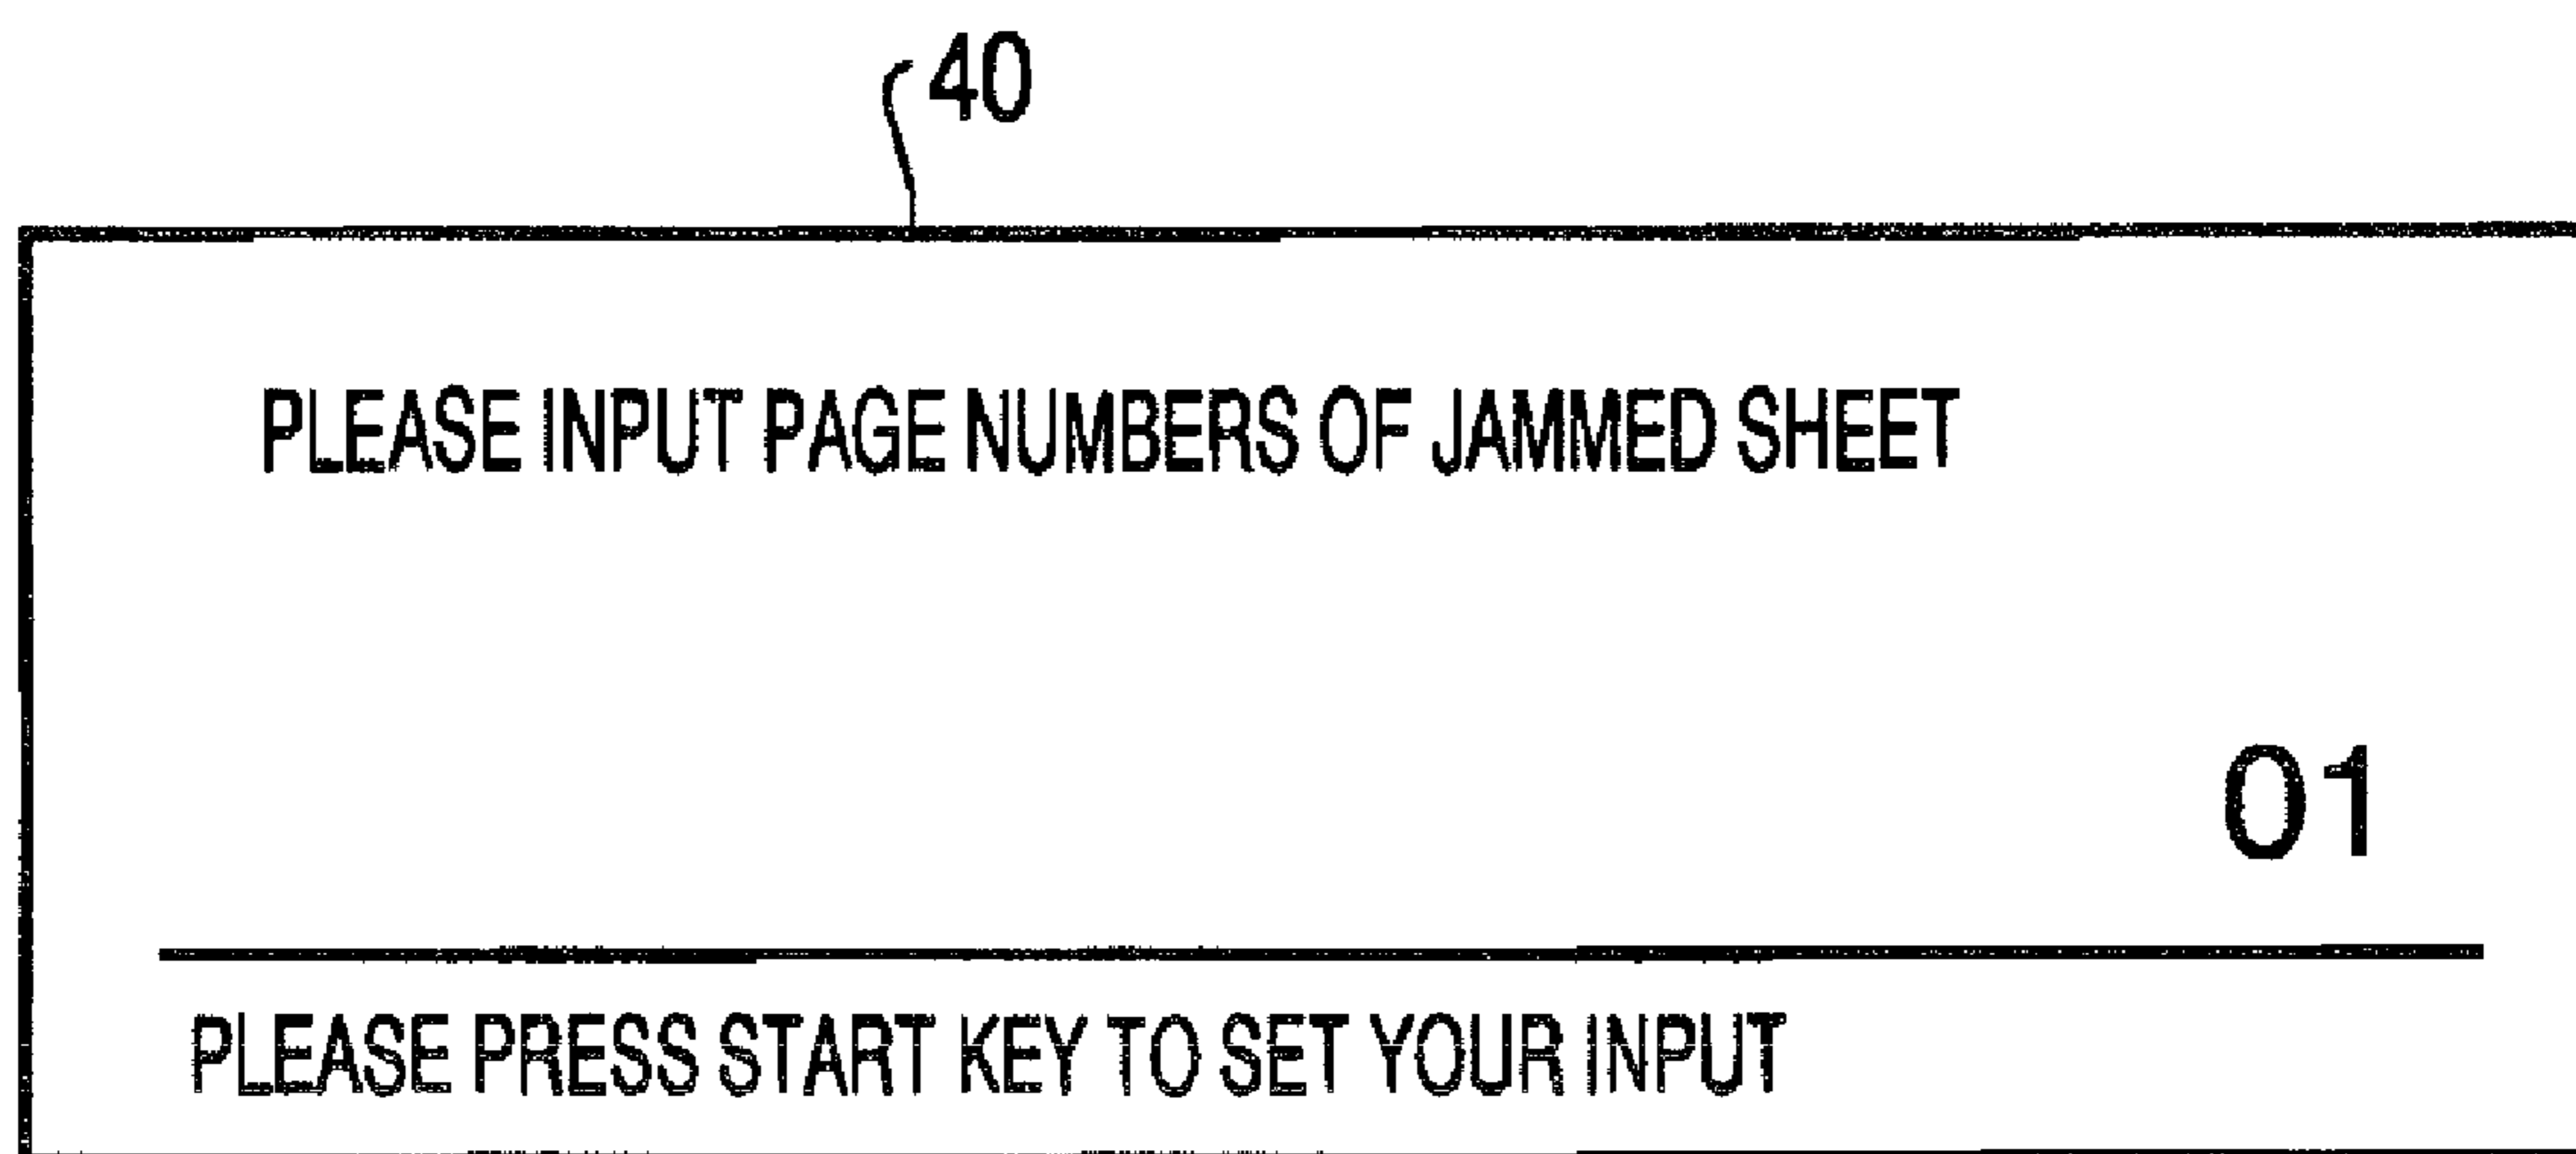 40
PLEASE INPUT PAGE NUMBERS OF JAMMED SHEET
01
PLEASE PRESS START KEY TO SET YOUR INPUT